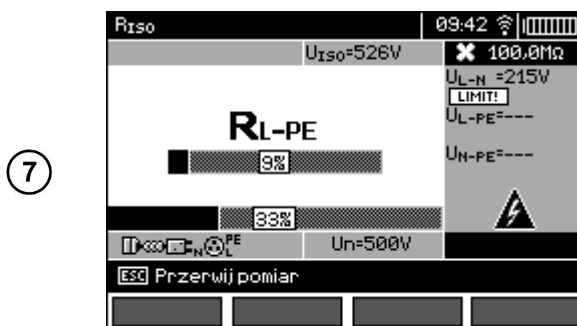 RISO 09:42
UISO=526V ✖ 100.0MΩ
UL-N =215V
LIMIT!
UL-PE=---
RL-PE
UN-PE=---
9%
7
33%
N PE L Un=500V
ESC Przerwij pomiar